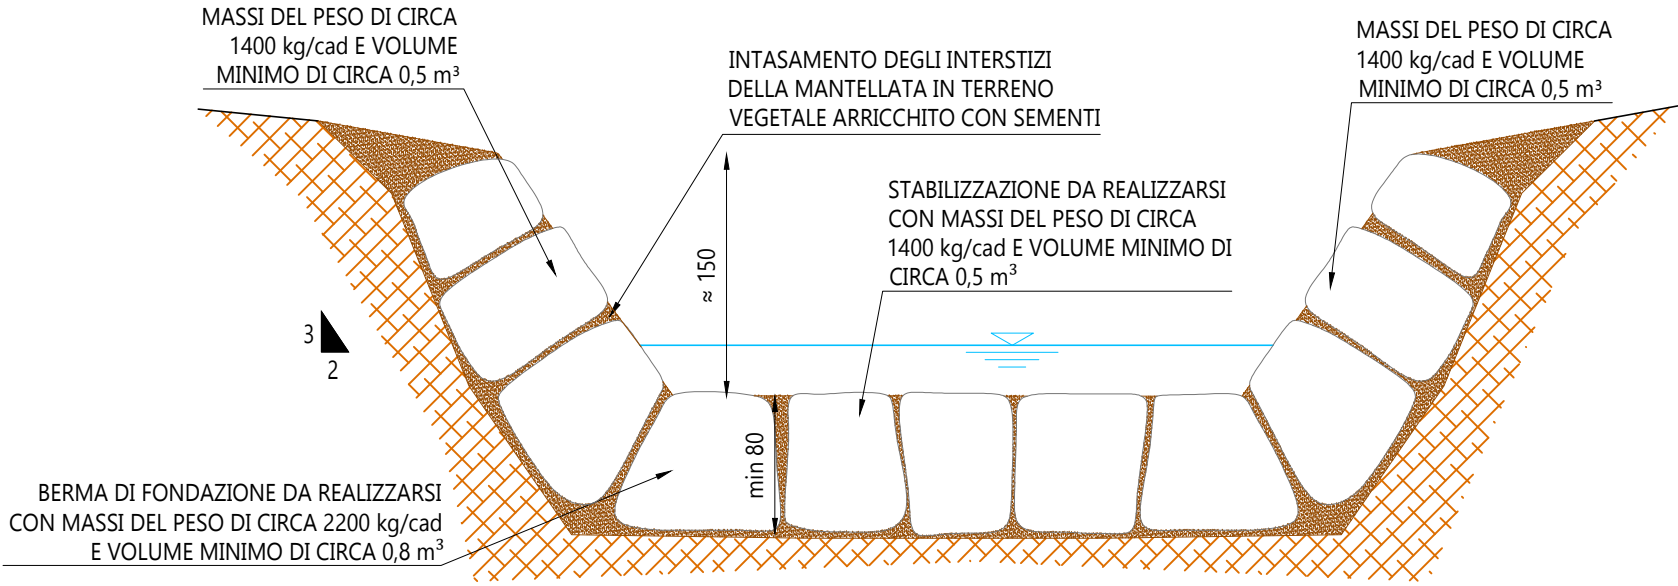 MASSI DEL PESO DI CIRCA
1400 kg/cad E VOLUME
MINIMO DI CIRCA 0,5 m³
INTASAMENTO DEGLI INTERSTIZI
DELLA MANTELLATA IN TERRENO
VEGETALE ARRICCHITO CON SEMENTI
MASSI DEL PESO DI CIRCA
1400 kg/cad E VOLUME
MINIMO DI CIRCA 0,5 m³
STABILIZZAZIONE DA REALIZZARSI
CON MASSI DEL PESO DI CIRCA
1400 kg/cad E VOLUME MINIMO DI
CIRCA 0,5 m³
≈ 150
3
2
min 80
BERMA DI FONDAZIONE DA REALIZZARSI
CON MASSI DEL PESO DI CIRCA 2200 kg/cad
E VOLUME MINIMO DI CIRCA 0,8 m³